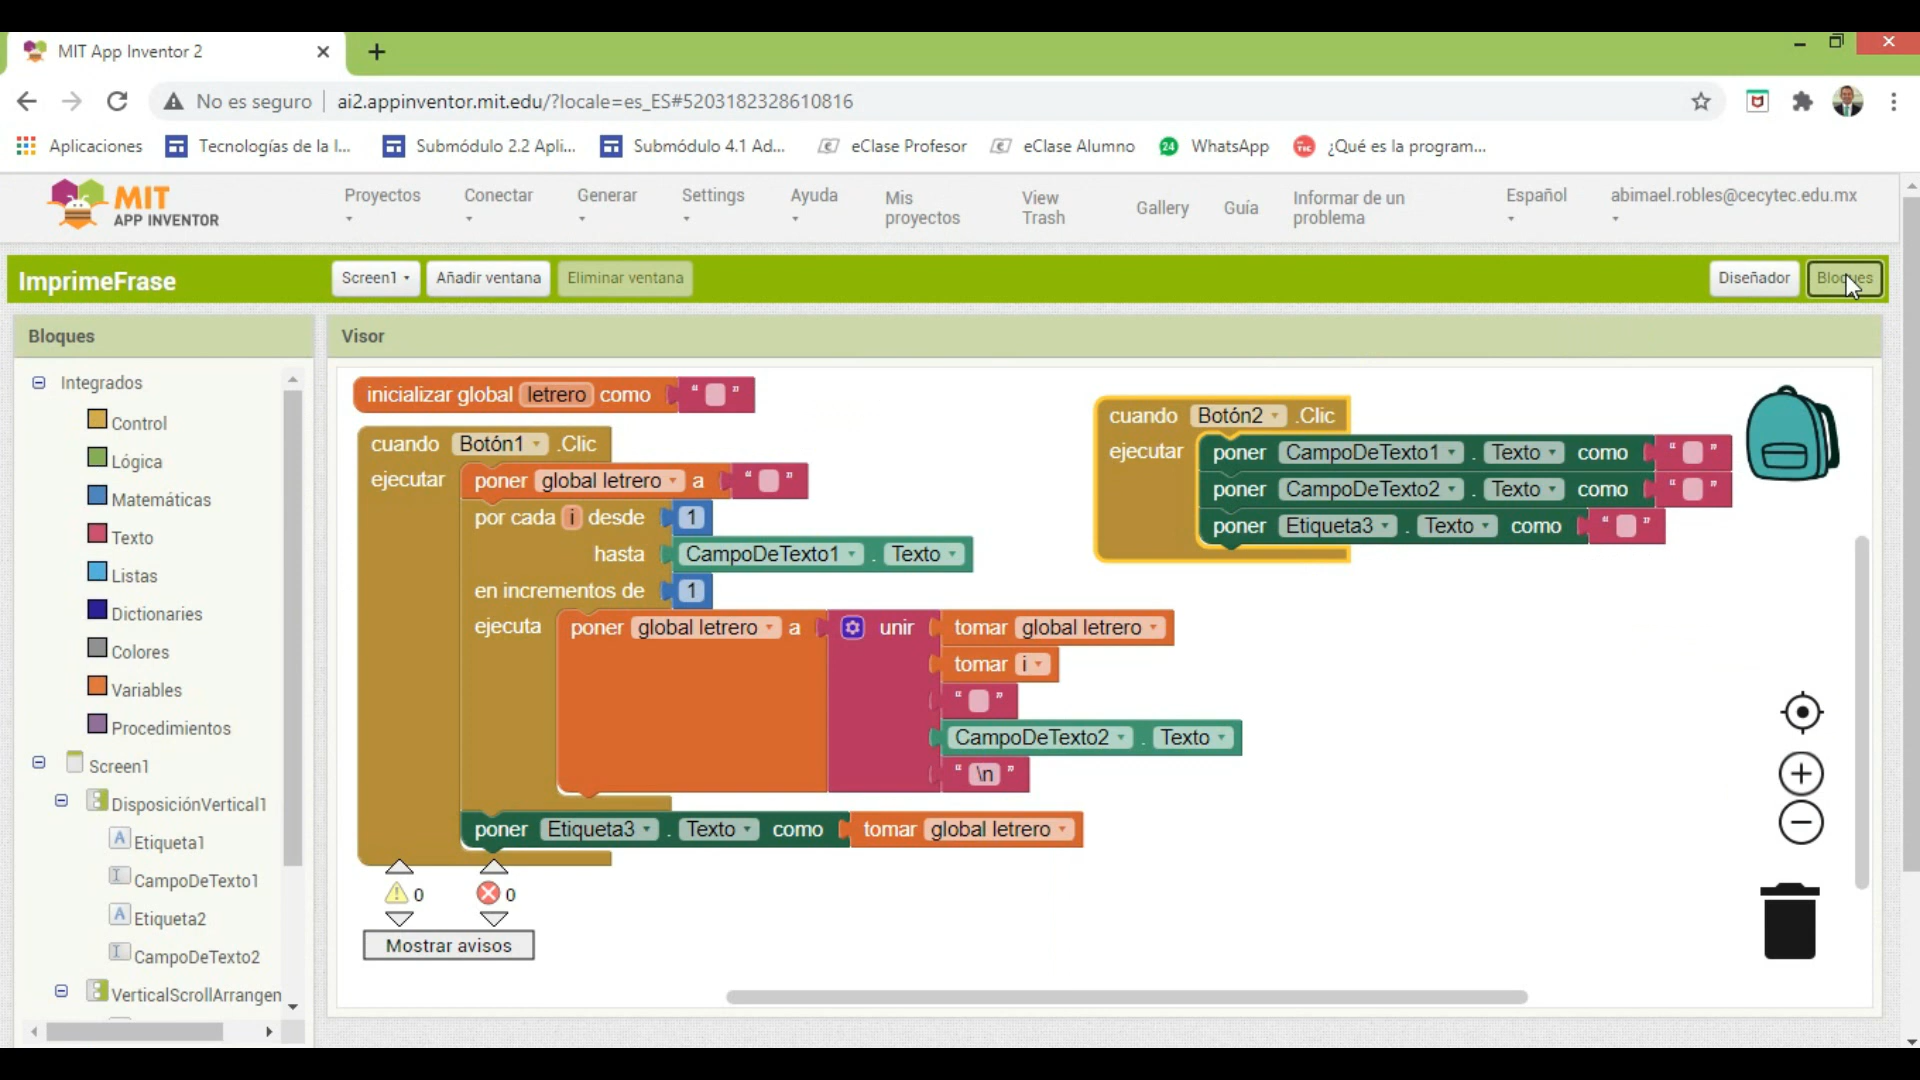 MIT App Inventor 2
No es seguro
ai2.appinventor.mit.edu/?locale=es_ES#5203182328610816
Aplicaciones
Tecnologías de la I...
Submódulo 2.2 Apli...
Submódulo 4.1 Ad...
eClase Profesor
eClase Alumno
24
WhatsApp
TIC
¿Qué es la program...
MIT
APP INVENTOR
Proyectos
Conectar
Generar
Settings
Ayuda
Mis proyectos
View Trash
Gallery
Guía
Informar de un problema
Español
abimael.robles@cecytec.edu.mx
ImprimeFrase
Screen1
Añadir ventana
Eliminar ventana
Diseñador
Bloques
Bloques
Visor
Integrados
Control
Lógica
Matemáticas
Texto
Listas
Dictionaries
Colores
Variables
Procedimientos
Screen1
DisposiciónVertical1
A Etiqueta1
CampoDeTexto1
A Etiqueta2
CampoDeTexto2
VerticalScrollArrangen
inicializar global letrero como “ ”
cuando Botón1 .Clic
ejecutar poner global letrero a “ ”
por cada i desde 1
hasta CampoDeTexto1 . Texto
en incrementos de 1
ejecuta poner global letrero a unir tomar global letrero
tomar i
“ ”
CampoDeTexto2 . Texto
“ \n ”
poner Etiqueta3 . Texto como tomar global letrero
cuando Botón2 .Clic
ejecutar poner CampoDeTexto1 . Texto como “ ”
poner CampoDeTexto2 . Texto como “ ”
poner Etiqueta3 . Texto como “ ”
0 0
Mostrar avisos